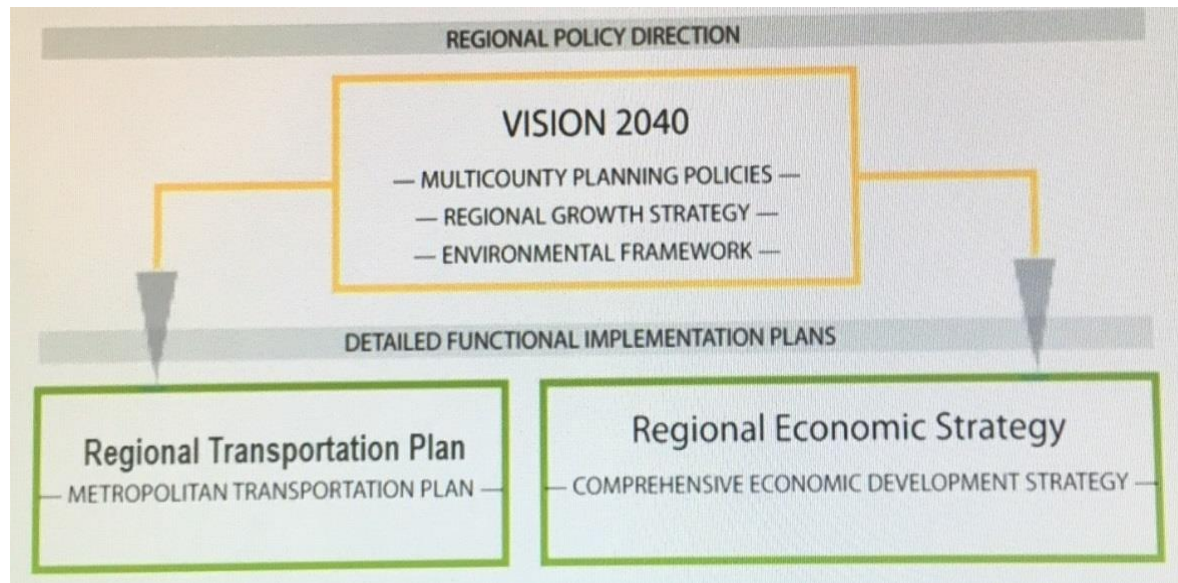 REGIONAL POLICY DIRECTION
VISION 2040
— MULTICOUNTY PLANNING POLICIES —
— REGIONAL GROWTH STRATEGY —
— ENVIRONMENTAL FRAMEWORK —
DETAILED FUNCTIONAL IMPLEMENTATION PLANS
Regional Transportation Plan
— METROPOLITAN TRANSPORTATION PLAN —
Regional Economic Strategy
— COMPREHENSIVE ECONOMIC DEVELOPMENT STRATEGY —